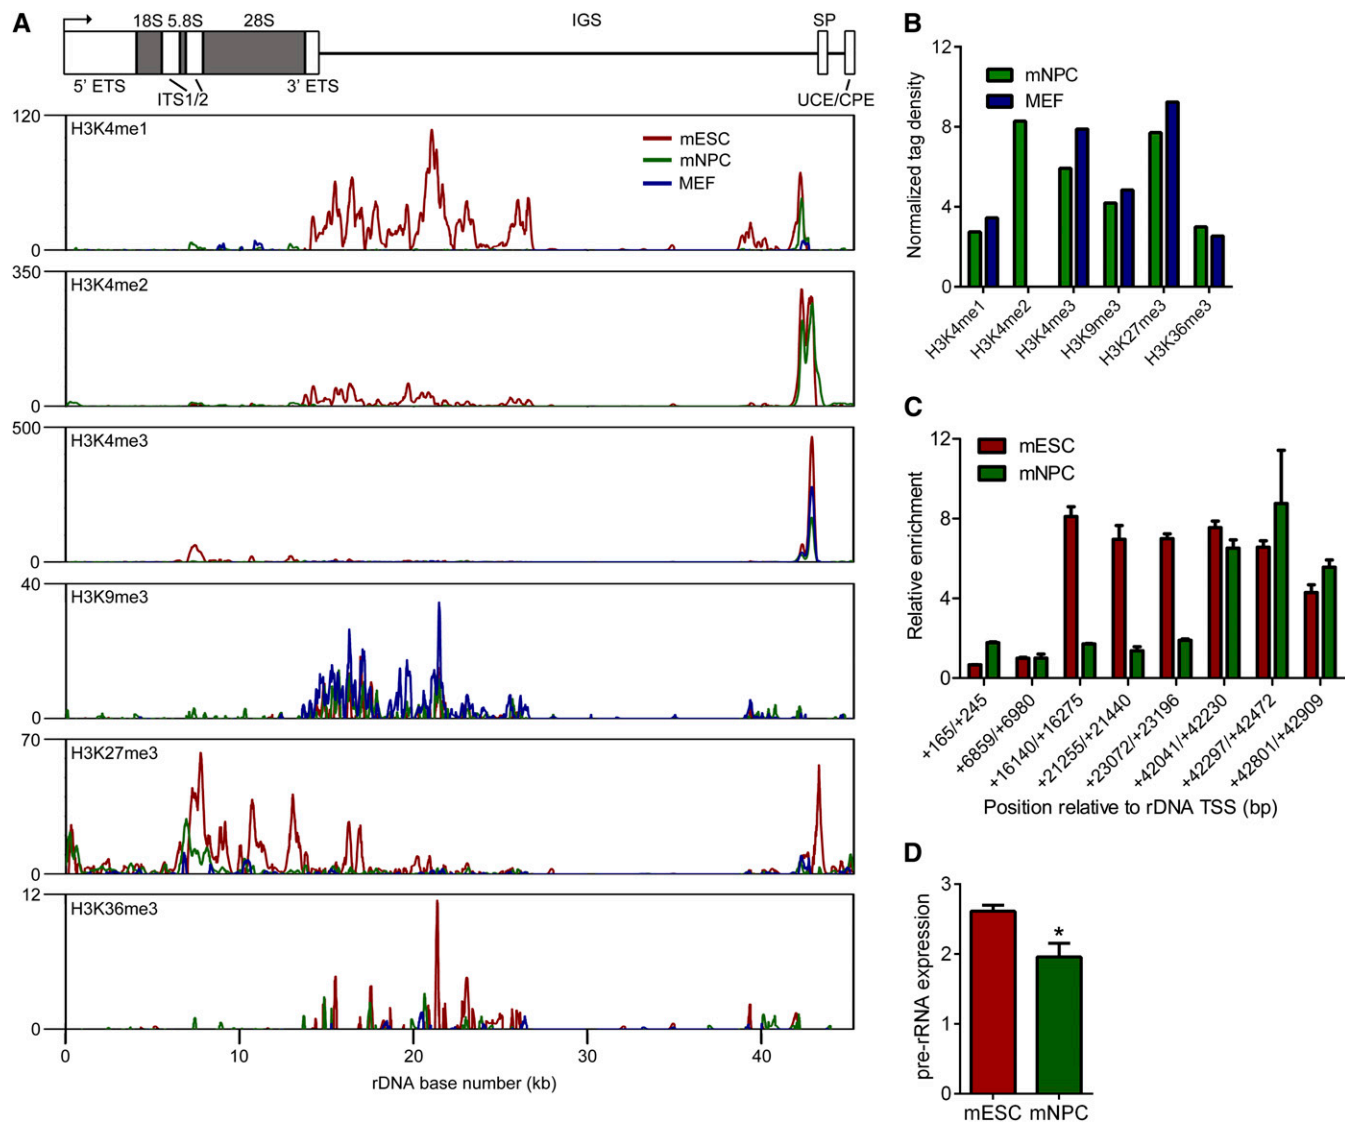 A
18S 5.8S 28S IGS SP
5' ETS 3' ETS
ITS1/2 UCE/CPE
120
H3K4me1
mESC
mNPC
MEF
0
350
H3K4me2
0
500
H3K4me3
0
40
H3K9me3
0
70
H3K27me3
0
12
H3K36me3
0
0 10 20 30 40
rDNA base number (kb)
B
12
8
4
0
Normalized tag density
mNPC
MEF
H3K4me1
H3K4me2
H3K4me3
H3K9me3
H3K27me3
H3K36me3
C
12
8
4
0
Relative enrichment
mESC
mNPC
+165/+245
+6859/+6980
+16140/+16275
+21255/+21440
+23072/+23196
+42041/+42230
+42297/+42472
+42801/+42909
Position relative to rDNA TSS (bp)
D
3
2
1
0
pre-rRNA expression
*
mESC mNPC